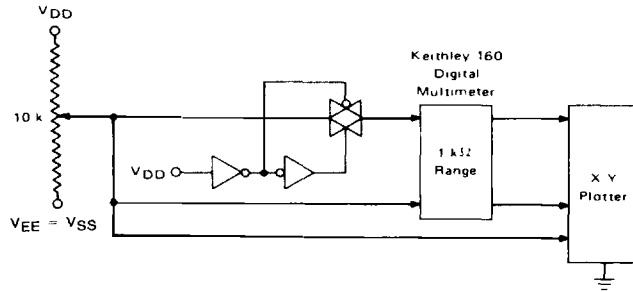 VDD
10 k
VEE = VSS
VDD
Keithley 160
Digital
Multimeter
1 kΩ
Range
X Y
Plotter